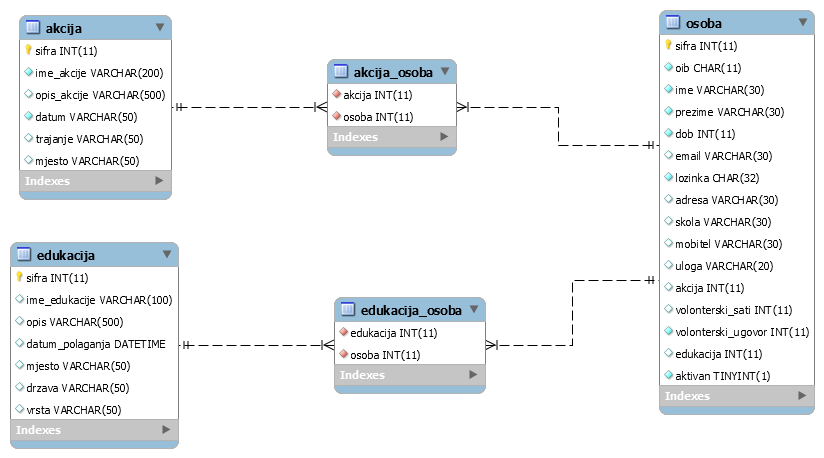 akcija
sifra INT(11)
ime_akcije VARCHAR(200)
opis_akcije VARCHAR(500)
datum VARCHAR(50)
trajanje VARCHAR(50)
mjesto VARCHAR(50)
Indexes
akcija_osoba
akcija INT(11)
osoba INT(11)
Indexes
osoba
sifra INT(11)
oib CHAR(11)
ime VARCHAR(30)
prezime VARCHAR(30)
dob INT(11)
email VARCHAR(30)
lozinka CHAR(32)
adresa VARCHAR(30)
skola VARCHAR(30)
mobitel VARCHAR(30)
uloga VARCHAR(20)
akcija INT(11)
volonterski_sati INT(11)
volonterski_ugovor INT(11)
edukacija INT(11)
aktivan TINYINT(1)
Indexes
edukacija
sifra INT(11)
ime_edukacije VARCHAR(100)
opis VARCHAR(500)
datum_polaganja DATETIME
mjesto VARCHAR(50)
drzava VARCHAR(50)
vrsta VARCHAR(50)
Indexes
edukacija_osoba
edukacija INT(11)
osoba INT(11)
Indexes